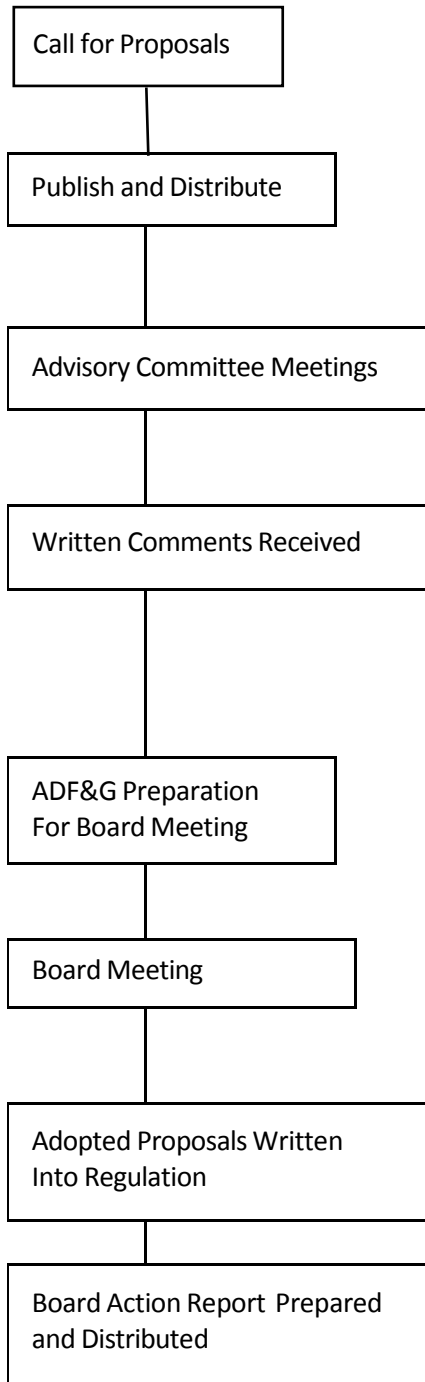 Call for Proposals
Publish and Distribute
Advisory Committee Meetings
Written Comments Received
ADF&G Preparation
For Board Meeting
Board Meeting
Adopted Proposals Written
Into Regulation
Board Action Report Prepared
and Distributed